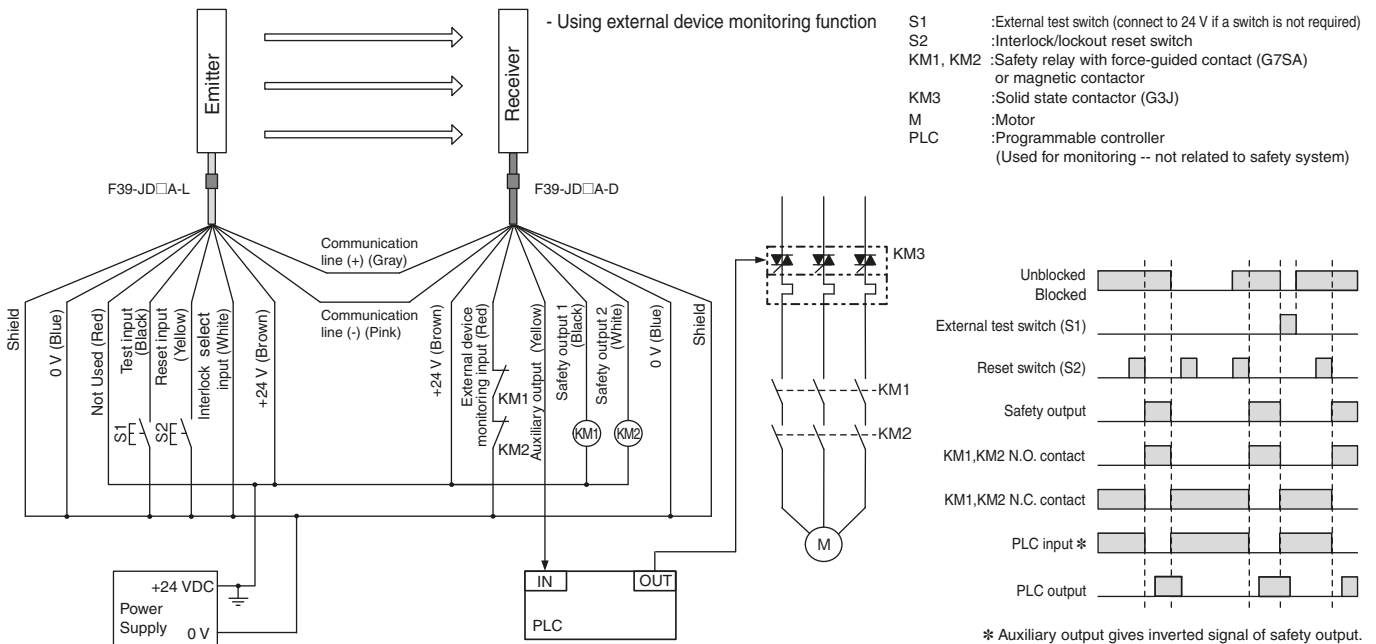 - Using external device monitoring function
S1 :External test switch (connect to 24 V if a switch is not required)
S2 :Interlock/lockout reset switch
KM1, KM2 :Safety relay with force-guided contact (G7SA)
or magnetic contactor
KM3 :Solid state contactor (G3J)
M :Motor
PLC :Programmable controller
(Used for monitoring -- not related to safety system)
Emitter
Receiver
F39-JD□A-L
F39-JD□A-D
Communication
line (+) (Gray)
Communication
line (-) (Pink)
Shield
0 V (Blue)
Not Used (Red)
Test input
(Black)
Reset input
(Yellow)
Interlock select
input (White)
+24 V (Brown)
+24 V (Brown)
External device
monitoring input (Red)
Auxiliary output (Yellow)
Safety output 1
(Black)
Safety output 2
(White)
0 V (Blue)
Shield
S1
S2
KM1
KM2
KM1
KM2
KM3
KM1
KM2
M
+24 VDC
Power
Supply
0 V
IN
OUT
PLC
Unblocked
Blocked
External test switch (S1)
Reset switch (S2)
Safety output
KM1,KM2 N.O. contact
KM1,KM2 N.C. contact
PLC input ✻
PLC output
✻ Auxiliary output gives inverted signal of safety output.